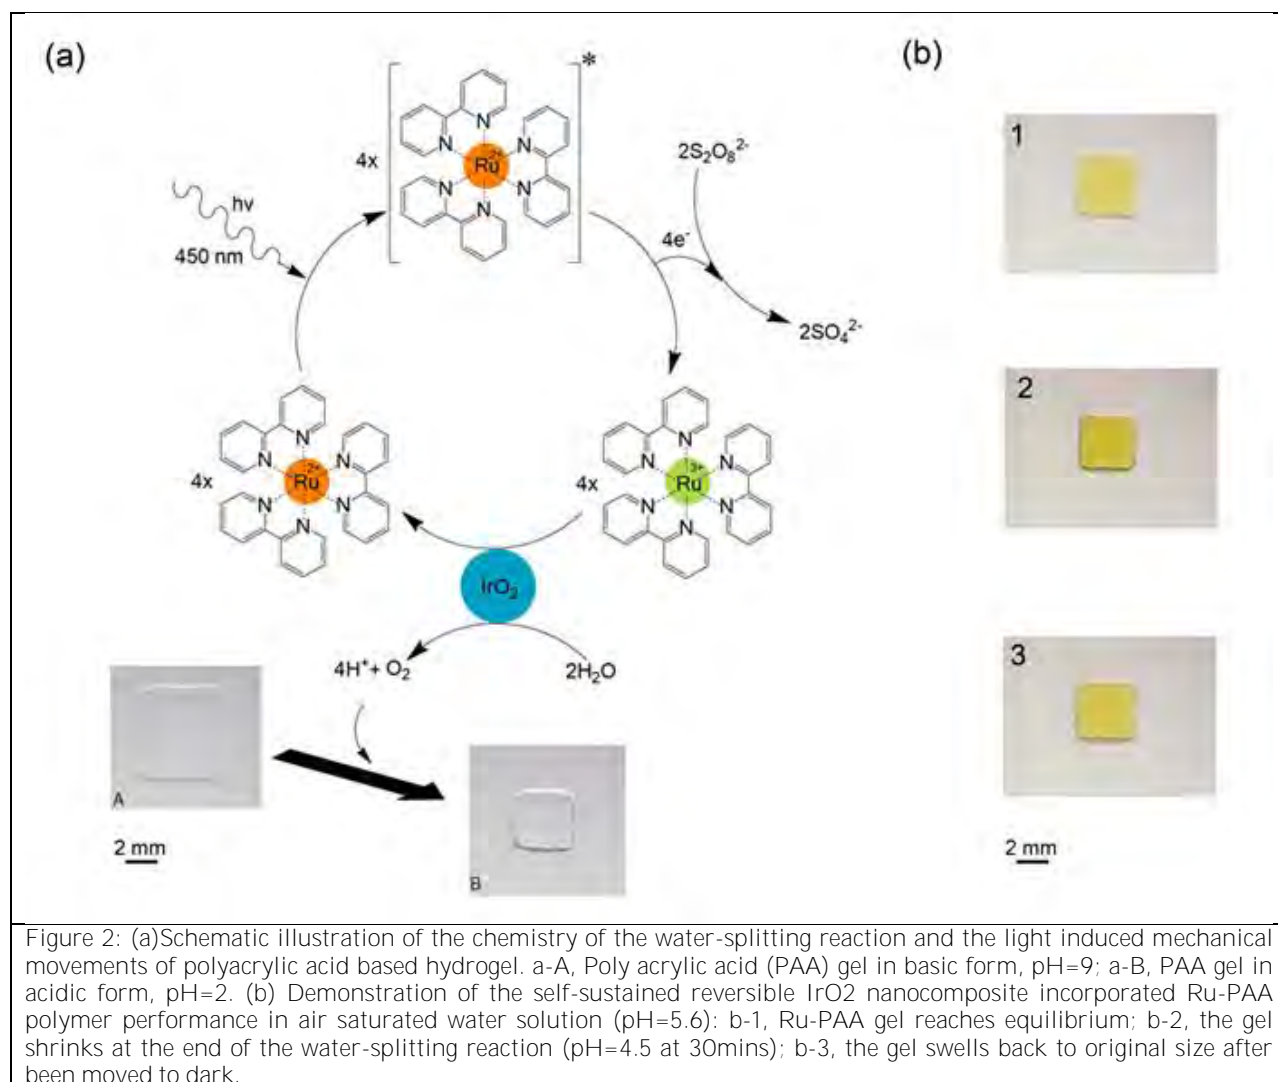 (a)
(b)
*
4x
N
N
N
N
N
N
Ru
2+
2S₂O₈²⁻
hν
450 nm
4e⁻
2SO₄²⁻
4x
N
N
N
N
N
N
Ru
2+
4x
N
N
N
N
N
N
Ru
3+
IrO₂
4H⁺+ O₂
2H₂O
A
B
2 mm
1
2
3
2 mm
Figure 2: (a)Schematic illustration of the chemistry of the water-splitting reaction and the light induced mechanical
movements of polyacrylic acid based hydrogel. a-A, Poly acrylic acid (PAA) gel in basic form, pH=9; a-B, PAA gel in
acidic form, pH=2. (b) Demonstration of the self-sustained reversible IrO2 nanocomposite incorporated Ru-PAA
polymer performance in air saturated water solution (pH=5.6): b-1, Ru-PAA gel reaches equilibrium; b-2, the gel
shrinks at the end of the water-splitting reaction (pH=4.5 at 30mins); b-3, the gel swells back to original size after
been moved to dark.